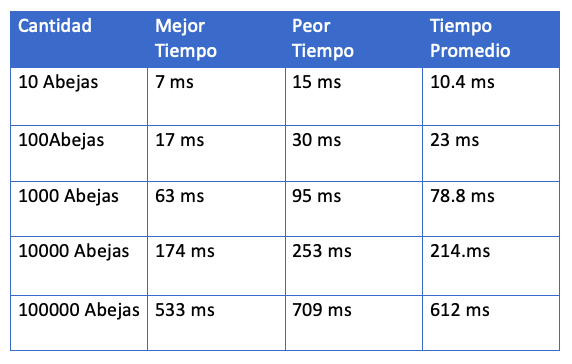 Cantidad Mejor Tiempo Peor Tiempo Tiempo Promedio
10 Abejas 7 ms 15 ms 10.4 ms
100Abejas 17 ms 30 ms 23 ms
1000 Abejas 63 ms 95 ms 78.8 ms
10000 Abejas 174 ms 253 ms 214.ms
100000 Abejas 533 ms 709 ms 612 ms